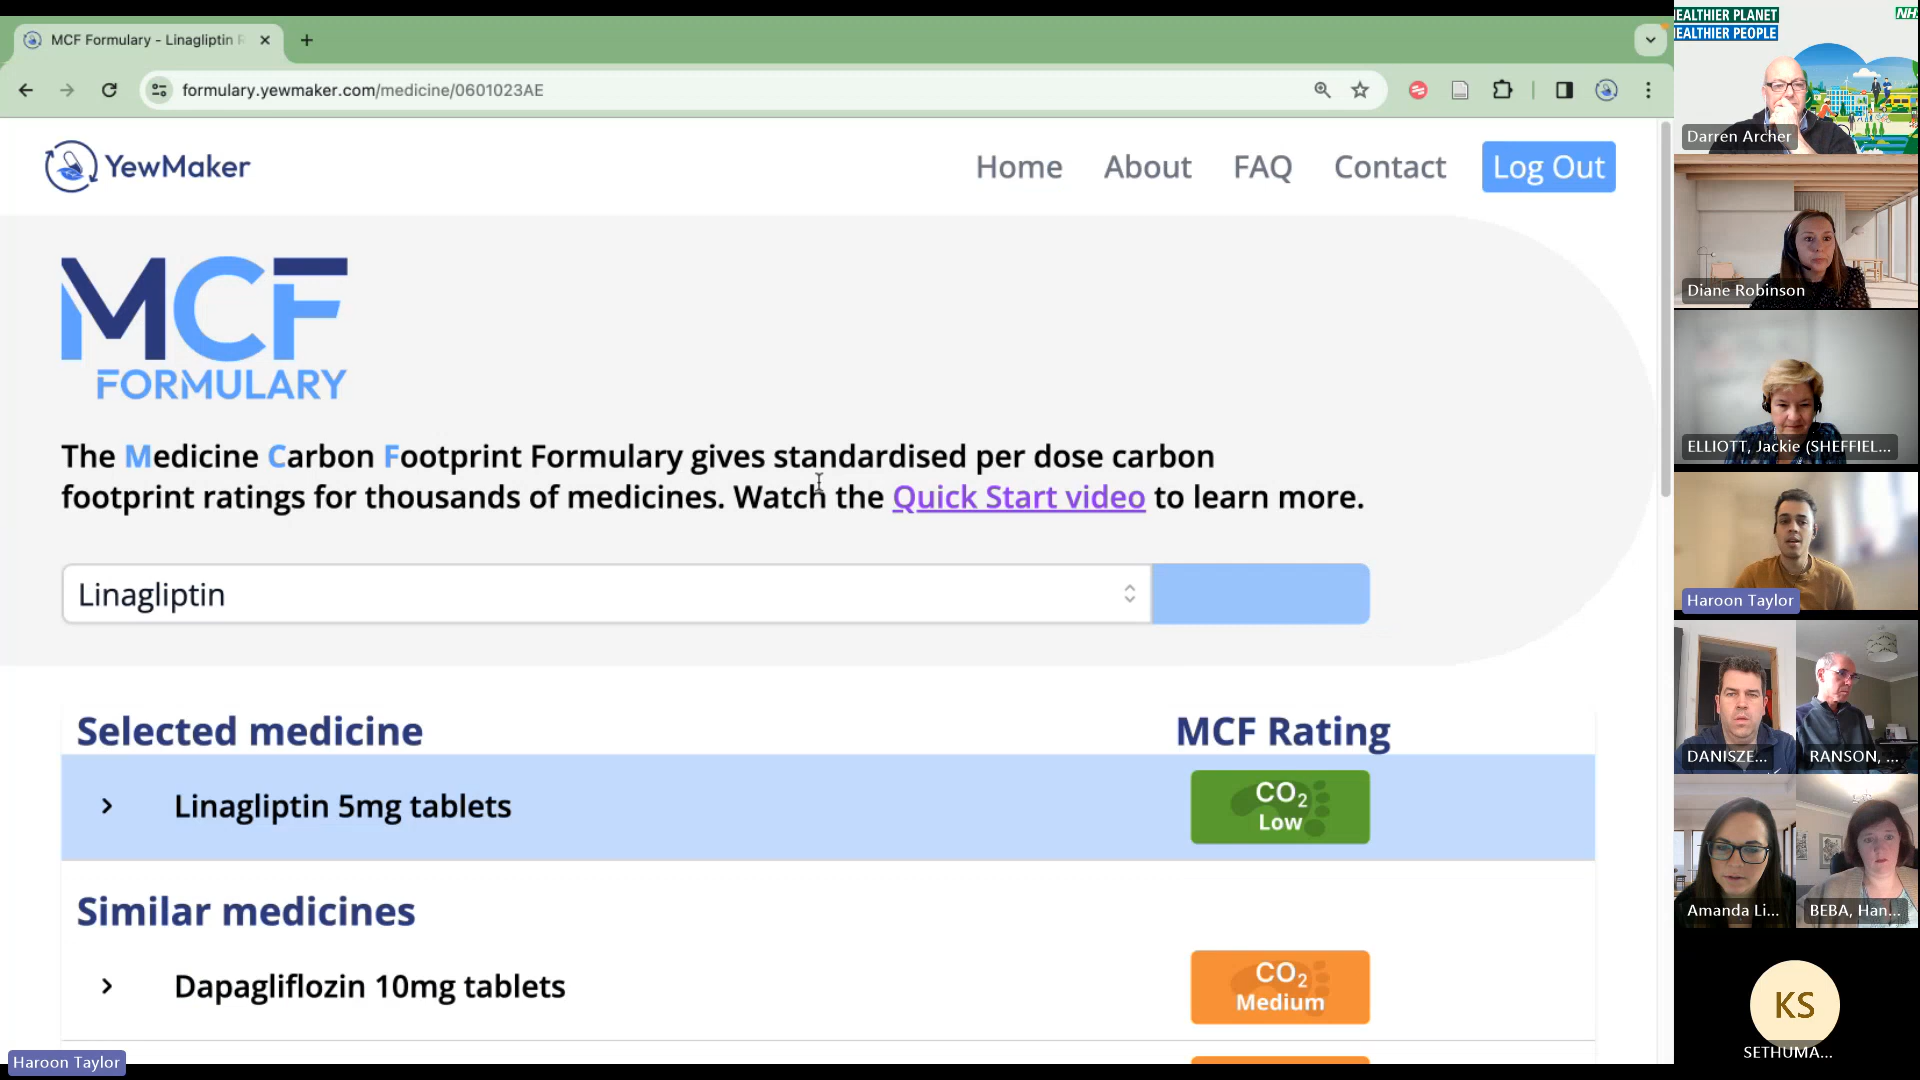 MCF Formulary - Linagliptin
formulary.yewmaker.com/medicine/0601023AE
YewMaker
Home
About
FAQ
Contact
Log Out
MCF
FORMULARY
The Medicine Carbon Footprint Formulary gives standardised per dose carbon
footprint ratings for thousands of medicines. Watch the Quick Start video to learn more.
Linagliptin
Selected medicine
MCF Rating
Linagliptin 5mg tablets
CO2
Low
Similar medicines
Dapagliflozin 10mg tablets
CO2
Medium
Haroon Taylor
EALTHIER PLANET
EALTHIER PEOPLE
NH
Darren Archer
Diane Robinson
ELLIOTT, Jackie (SHEFFIEL...
Haroon Taylor
DANISZE...
RANSON, ...
Amanda Li...
BEBA, Han...
KS
SETHUMA...